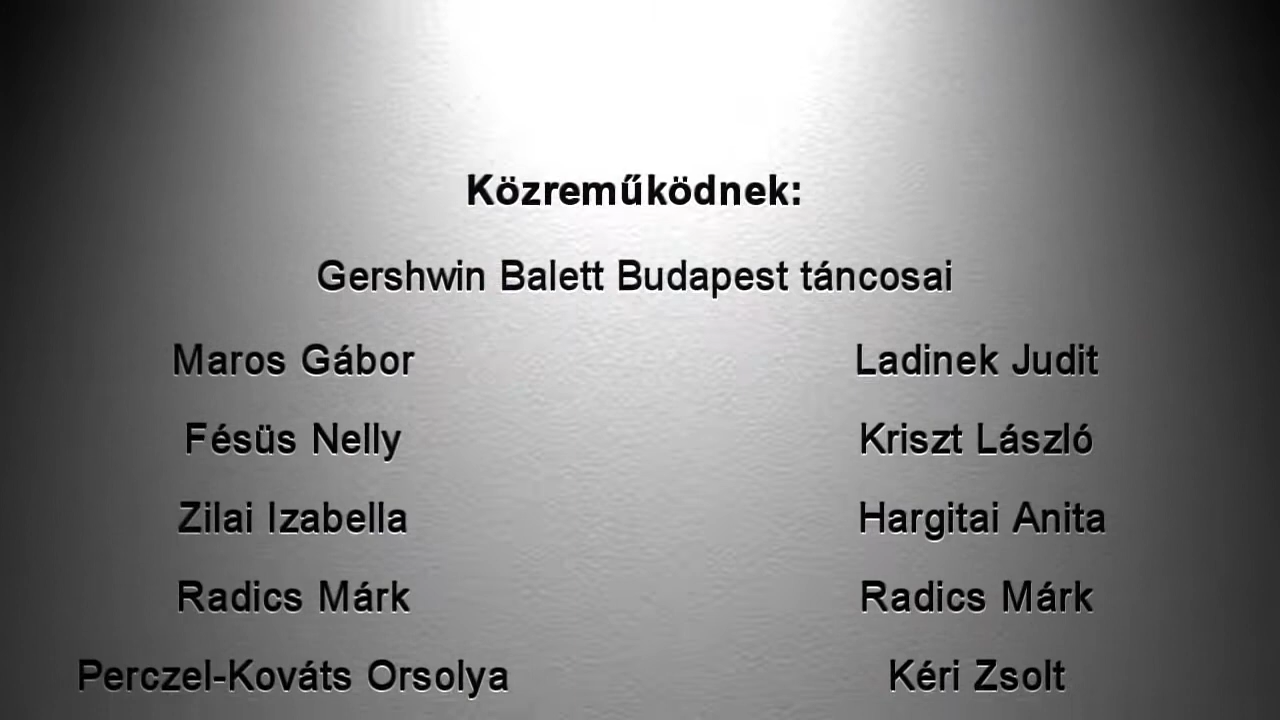 Közreműködnek:
Gershwin Balett Budapest táncosai
Maros Gábor Ladinek Judit
Fésüs Nelly Kriszt László
Zilai Izabella Hargitai Anita
Radics Márk Radics Márk
Perczel-Kováts Orsolya Kéri Zsolt